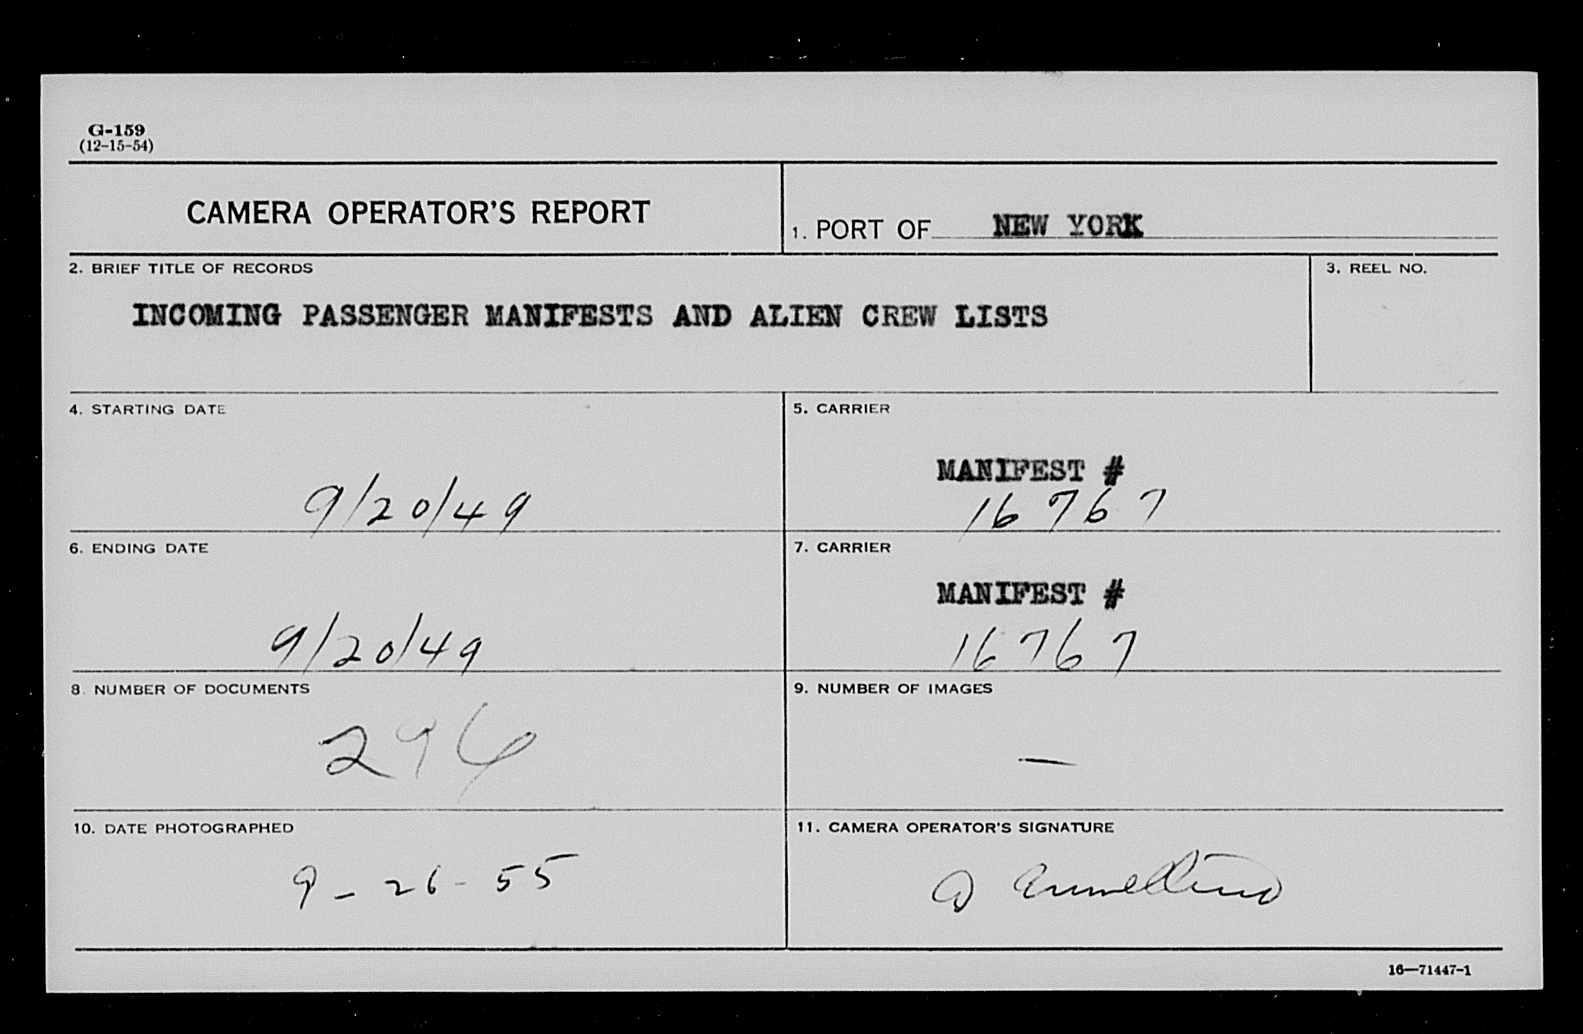 G-159
(12-15-54)
CAMERA OPERATOR'S REPORT
1. PORT OF NEW YORK
2. BRIEF TITLE OF RECORDS
INCOMING PASSENGER MANIFESTS AND ALIEN CREW LISTS
3. REEL NO.
4. STARTING DATE
9/20/49
5. CARRIER
MANIFEST #
16767
6. ENDING DATE
9/20/49
7. CARRIER
MANIFEST #
16767
8. NUMBER OF DOCUMENTS
296
9. NUMBER OF IMAGES
—
10. DATE PHOTOGRAPHED
9-26-55
11. CAMERA OPERATOR'S SIGNATURE
16—71447-1